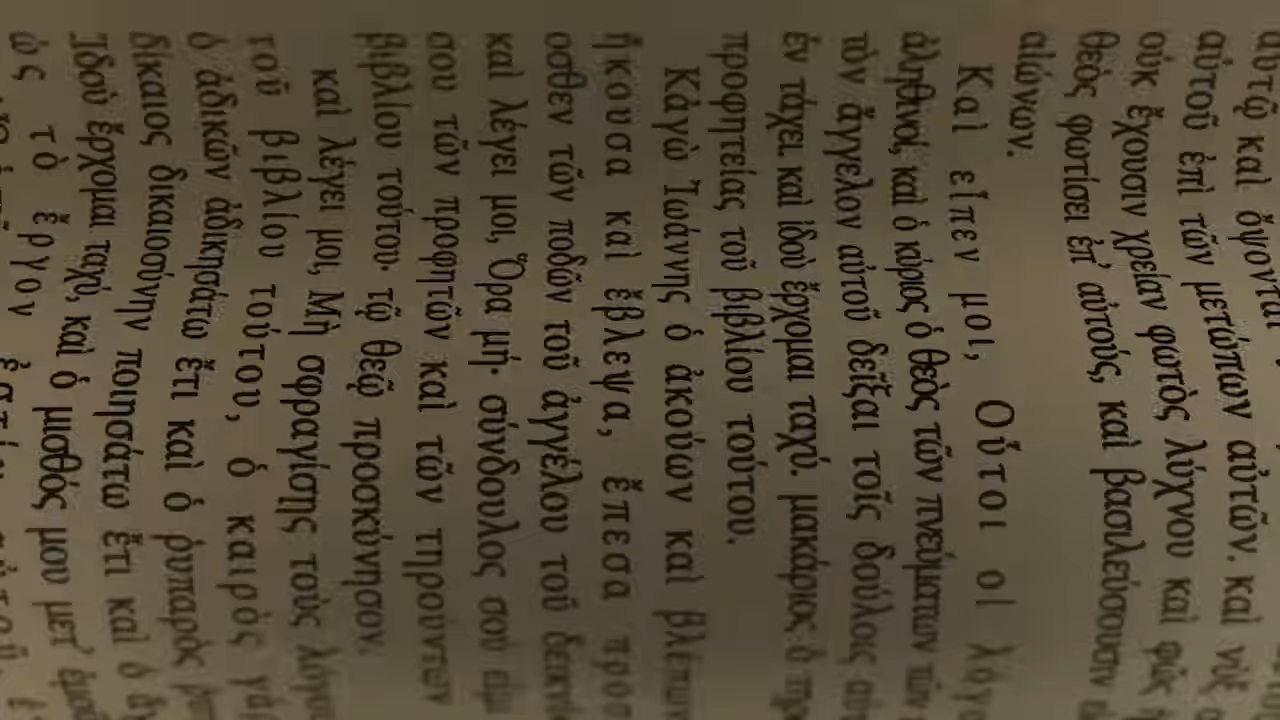 αὐτῷ καὶ ὄψονται
αὐτοῦ ἐπὶ τῶν μετώπων αὐτῶν. καὶ νὺξ
οὐκ ἔχουσιν χρείαν φωτὸς λύχνου καὶ φῶς
θεὸς φωτίσει ἐπ' αὐτούς, καὶ βασιλεύσουσιν
αἰώνων.
Καὶ εἶπέν μοι, Οὗτοι οἱ
ἀληθινοί, καὶ ὁ κύριος ὁ θεὸς τῶν πνευμάτων τῶν
τὸν ἄγγελον αὐτοῦ δεῖξαι τοῖς δούλοις
ἐν τάχει. καὶ ἰδοὺ ἔρχομαι ταχύ. μακάριος ὁ
προφητείας τοῦ βιβλίου τούτου.
Κἀγὼ Ἰωάννης ὁ ἀκούων καὶ βλέπων
ἤκουσα καὶ ἔβλεψα, ἔπεσα
οσθεν τῶν ποδῶν τοῦ ἀγγέλου τοῦ
καὶ λέγει μοι, Ὅρα μή· σύνδουλος σού
σου τῶν προφητῶν καὶ τῶν τηρούντων
βιβλίου τούτου· τῷ θεῷ προσκύνησον.
καὶ λέγει μοι, Μὴ σφραγίσῃς τοὺς
τοῦ βιβλίου τούτου, ὁ καιρὸς
ὁ ἀδικῶν ἀδικησάτω ἔτι καὶ ὁ ῥυπαρὸς
δίκαιος δικαιοσύνην ποιησάτω ἔτι καὶ ὁ
Ἰδοὺ ἔρχομαι ταχύ, καὶ ὁ μισθός μου μετ'
ὡς τὸ ἔργον